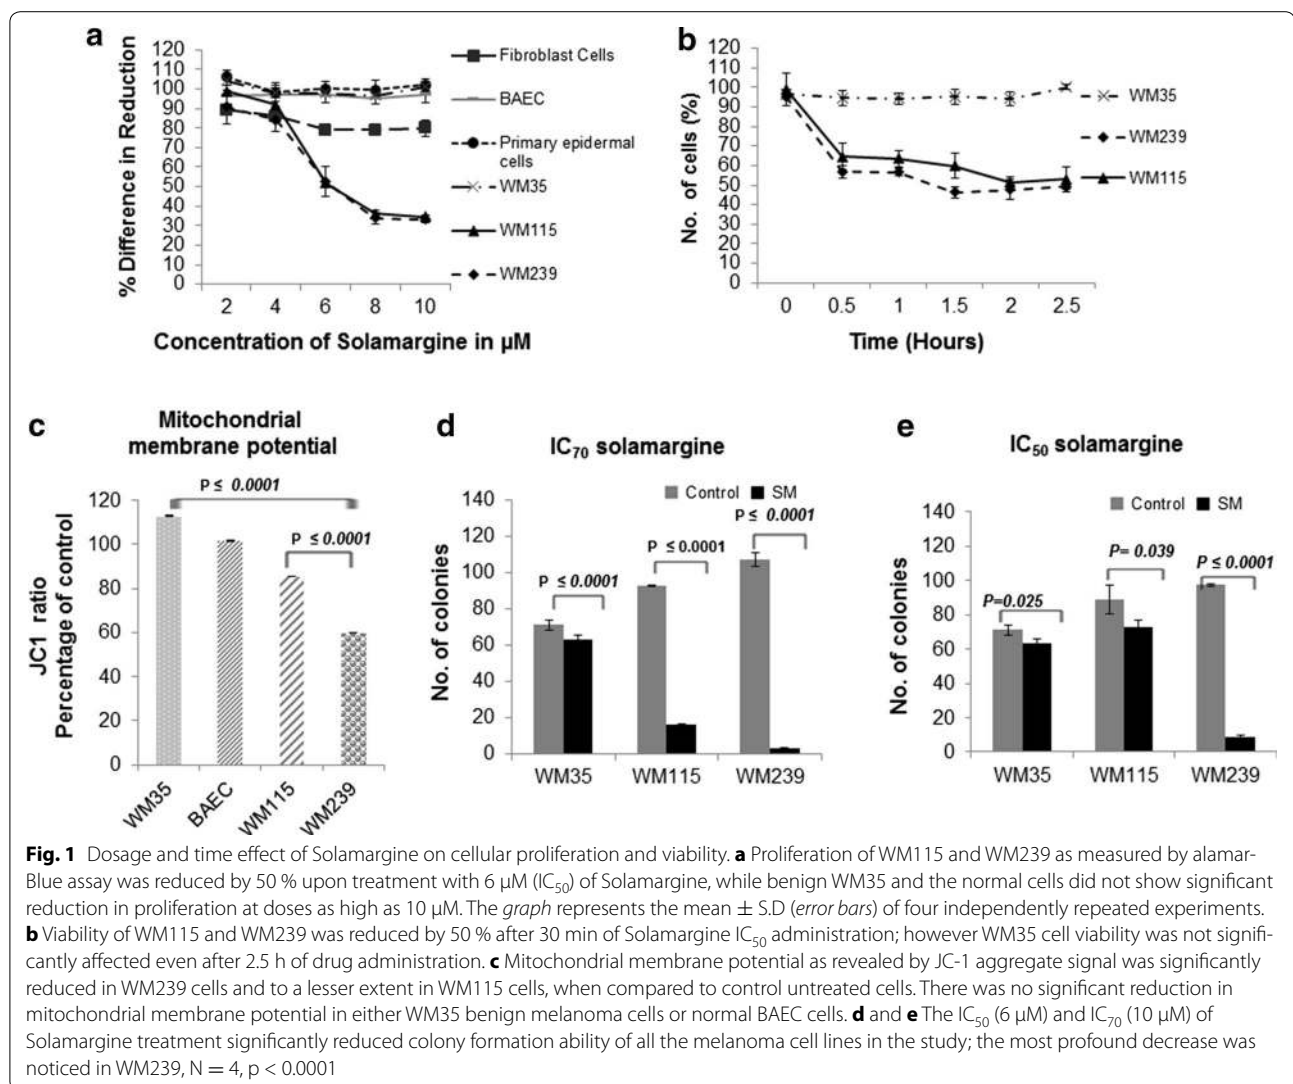 a
120
110
100
90
80
70
60
50
40
30
20
10
0
% Difference in Reduction
2 4 6 8 10
Concentration of Solamargine in µM
Fibroblast Cells
BAEC
Primary epidermal
cells
WM35
WM115
WM239
b
120
110
100
90
80
70
60
50
40
30
20
10
0
No. of cells (%)
0 0.5 1 1.5 2 2.5
Time (Hours)
WM35
WM239
WM115
c
Mitochondrial
membrane potential
P ≤ 0.0001
P ≤ 0.0001
120
100
80
60
40
20
0
JC1 ratio
Percentage of control
WM35 BAEC WM115 WM239
d
IC70 solamargine
Control SM
P ≤ 0.0001
P ≤0.0001
P ≤ 0.0001
140
120
100
80
60
40
20
0
No. of colonies
WM35 WM115 WM239
e
IC50 solamargine
Control SM
P=0.025
P= 0.039
P ≤0.0001
140
120
100
80
60
40
20
0
No. of colonies
WM35 WM115 WM239
Fig. 1 Dosage and time effect of Solamargine on cellular proliferation and viability. a Proliferation of WM115 and WM239 as measured by alamar-
Blue assay was reduced by 50 % upon treatment with 6 µM (IC50) of Solamargine, while benign WM35 and the normal cells did not show significant
reduction in proliferation at doses as high as 10 µM. The graph represents the mean ± S.D (error bars) of four independently repeated experiments.
b Viability of WM115 and WM239 was reduced by 50 % after 30 min of Solamargine IC50 administration; however WM35 cell viability was not signifi-
cantly affected even after 2.5 h of drug administration. c Mitochondrial membrane potential as revealed by JC-1 aggregate signal was significantly
reduced in WM239 cells and to a lesser extent in WM115 cells, when compared to control untreated cells. There was no significant reduction in
mitochondrial membrane potential in either WM35 benign melanoma cells or normal BAEC cells. d and e The IC50 (6 µM) and IC70 (10 µM) of
Solamargine treatment significantly reduced colony formation ability of all the melanoma cell lines in the study; the most profound decrease was
noticed in WM239, N = 4, p < 0.0001